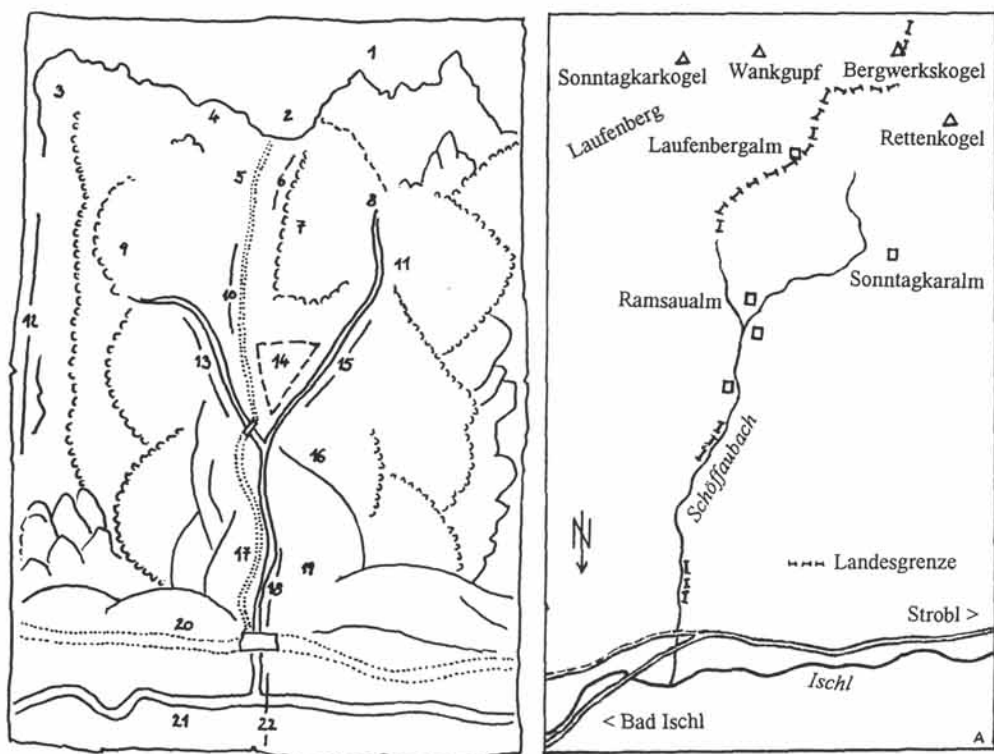 1
3
4
2
5
6
7
8
9
10
11
12
13
14
15
16
17
18
19
20
21
22
Sonntagkarkogel
Wankgupf
Bergwerkskogel
Laufenberg
Laufenbergalm
Rettenkogel
Sonntagkaralm
Ramsaualm
Schöffaubach
N
Landesgrenze
Strobl >
Ischl
< Bad Ischl
A